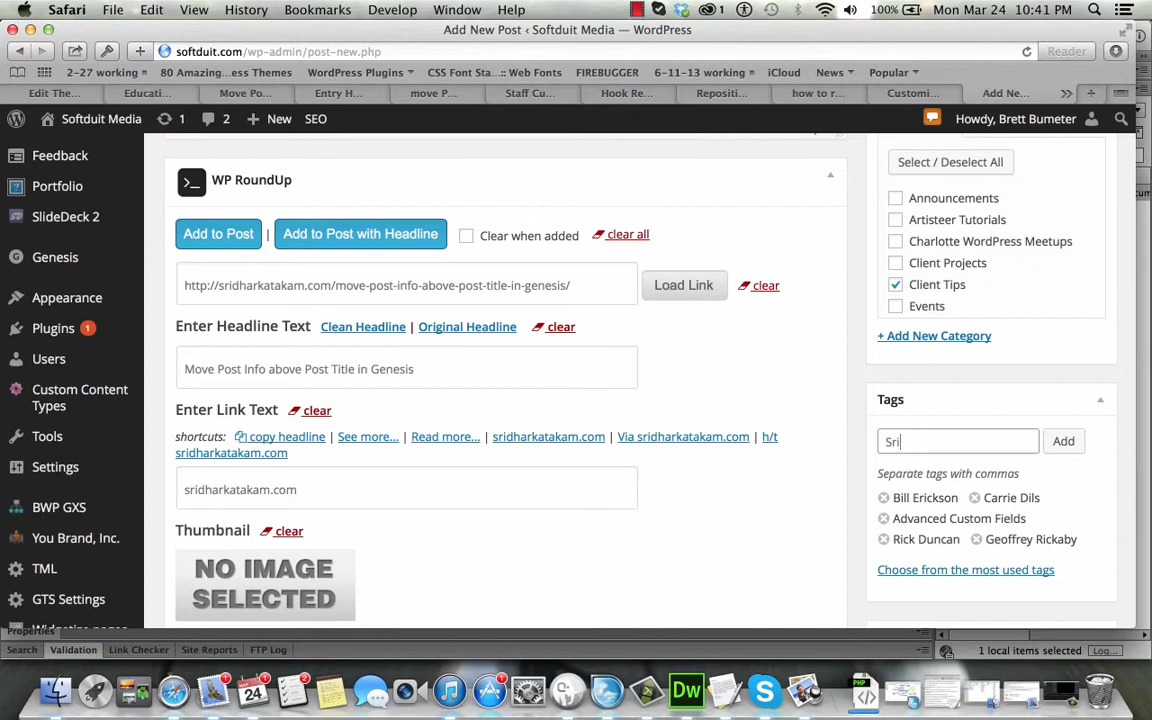 Safari File Edit View History Bookmarks Develop Window Help 1 100% Mon Mar 24 10:41 PM
Add New Post ‹ Softduit Media — WordPress
softduit.com/wp-admin/post-new.php Reader
2-27 working 80 Amazing...ess Themes WordPress Plugins CSS Font Sta...:: Web Fonts FIREBUGGER 6-11-13 working iCloud News Popular
Edit The... Educati... Move Po... Entry H... move P... Staff Cu... Hook Re... Repositi... how to r... Customi... Add Ne...
Softduit Media 1 2 + New SEO Howdy, Brett Bumeter
Feedback
Portfolio
SlideDeck 2
Genesis
Appearance
Plugins 1
Users
Custom Content
Types
Tools
Settings
BWP GXS
You Brand, Inc.
TML
GTS Settings
WP RoundUp
Add to Post | Add to Post with Headline Clear when added clear all
http://sridharkatakam.com/move-post-info-above-post-title-in-genesis/ Load Link clear
Enter Headline Text Clean Headline | Original Headline clear
Move Post Info above Post Title in Genesis
Enter Link Text clear
shortcuts: copy headline | See more... | Read more... | sridharkatakam.com | Via sridharkatakam.com | h/t
sridharkatakam.com
sridharkatakam.com
Thumbnail clear
NO IMAGE
SELECTED
Select / Deselect All
Announcements
Artisteer Tutorials
Charlotte WordPress Meetups
Client Projects
Client Tips
Events
+ Add New Category
Tags
Sri Add
Separate tags with commas
Bill Erickson Carrie Dils
Advanced Custom Fields
Rick Duncan Geoffrey Rickaby
Choose from the most used tags
Properties
Search Validation Link Checker Site Reports FTP Log 1 local items selected Log...
24 Dw PHP